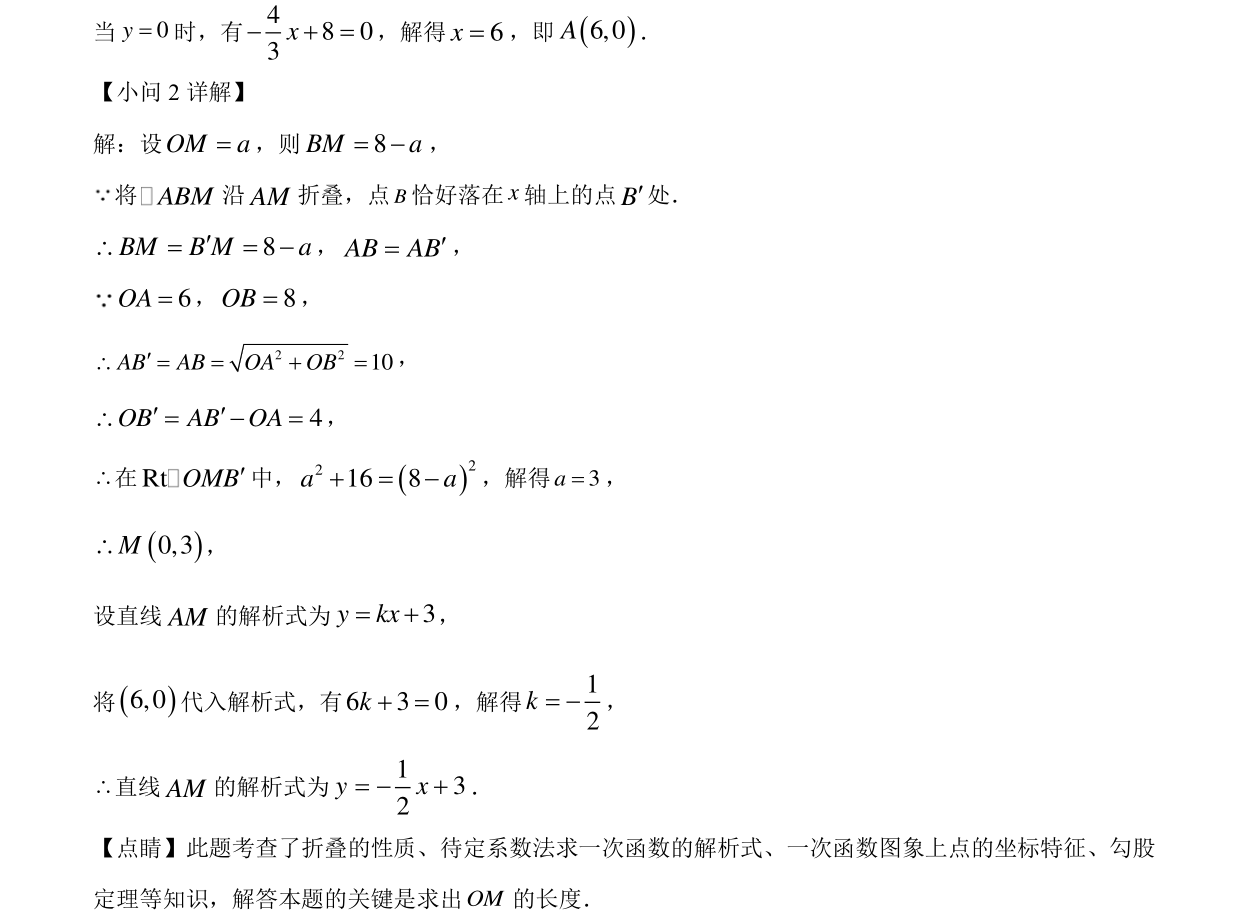 当 y = 0 时，有 −4/3 x + 8 = 0，解得 x = 6，即 A(6,0)．
【小问 2 详解】
解：设 OM = a，则 BM = 8 − a，
∵将□ABM 沿 AM 折叠，点 B 恰好落在 x 轴上的点 B′ 处．
∴BM = B′M = 8 − a，AB = AB′，
∵OA = 6，OB = 8，
∴AB′ = AB = √(OA² + OB²) = 10，
∴OB′ = AB′ − OA = 4，
∴在 Rt□OMB′ 中，a² + 16 = (8 − a)²，解得 a = 3，
∴M(0,3)，
设直线 AM 的解析式为 y = kx + 3，
将(6,0)代入解析式，有 6k + 3 = 0，解得 k = −1/2，
∴直线 AM 的解析式为 y = −1/2 x + 3．
【点睛】此题考查了折叠的性质、待定系数法求一次函数的解析式、一次函数图象上点的坐标特征、勾股
定理等知识，解答本题的关键是求出 OM 的长度．